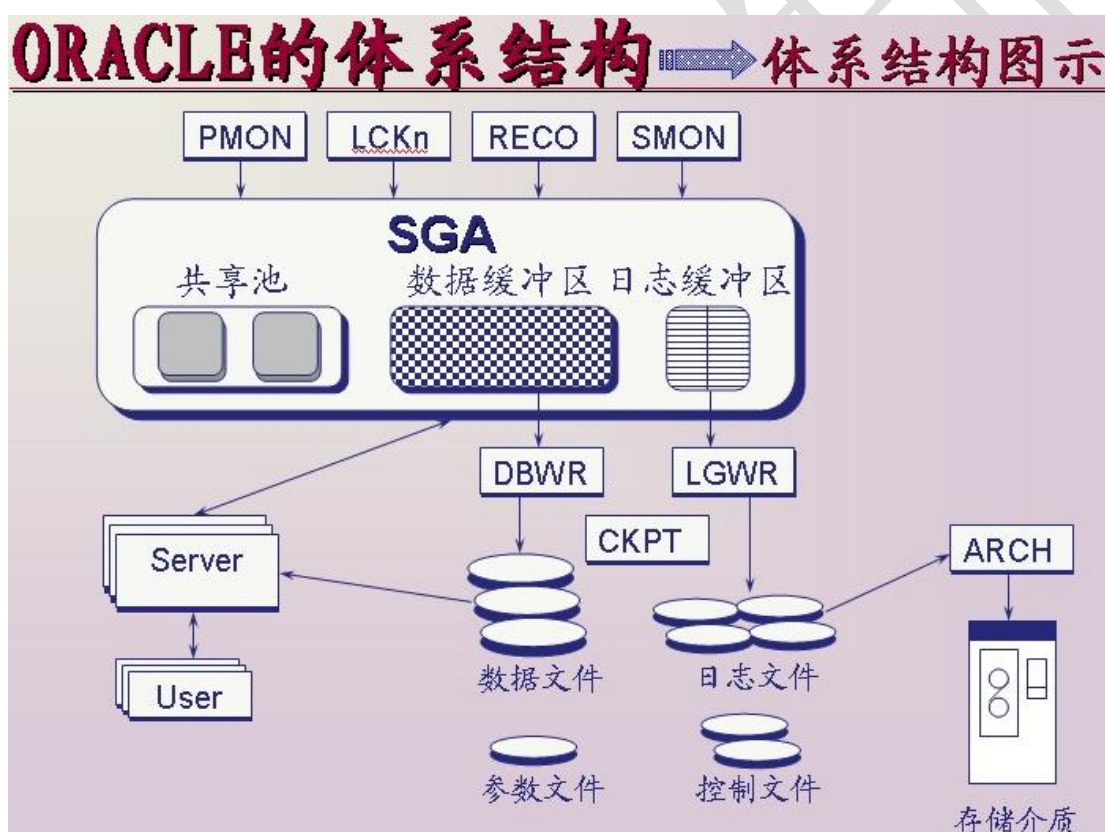 ORACLE的体系结构 体系结构图示
PMON LCKn RECO SMON
SGA
共享池 数据缓冲区 日志缓冲区
DBWR LGWR
CKPT
Server
ARCH
User
数据文件 日志文件
参数文件 控制文件
存储介质